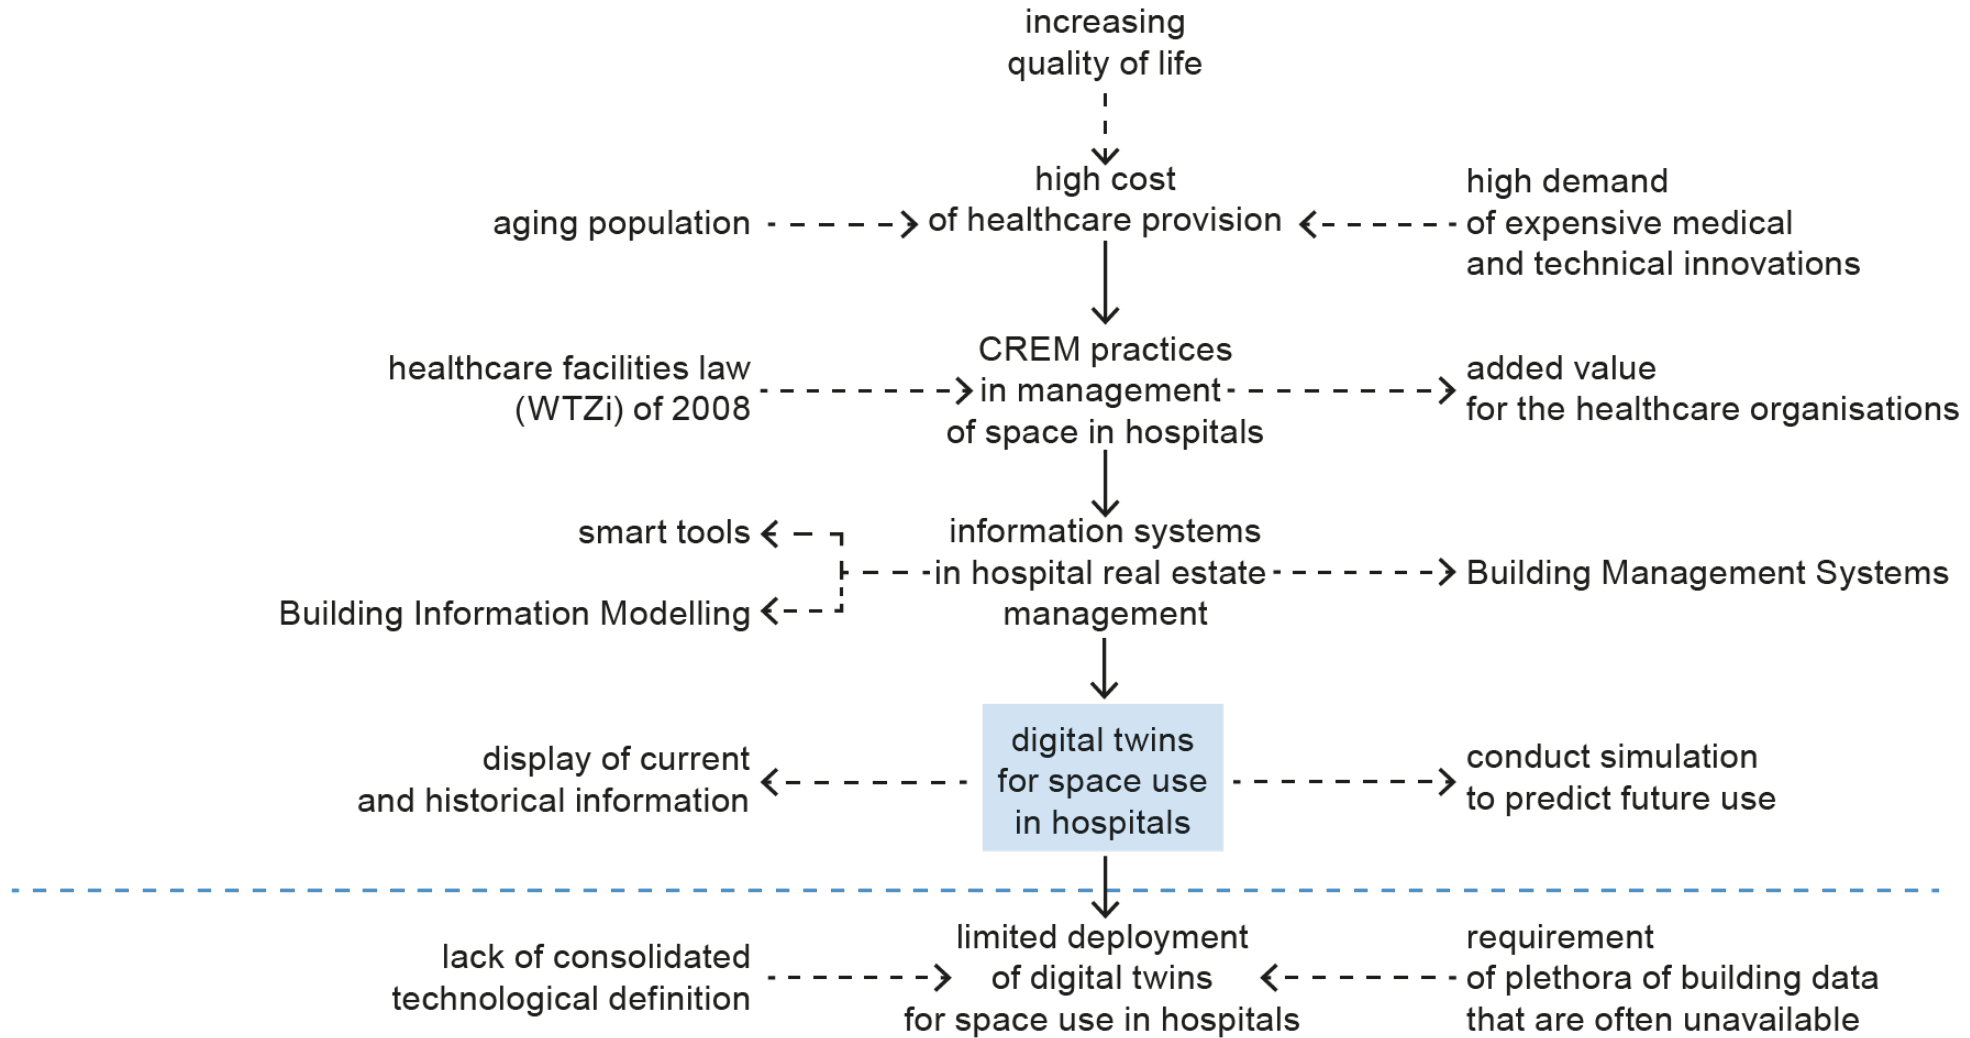 increasing
quality of life
aging population
high cost
of healthcare provision
high demand
of expensive medical
and technical innovations
healthcare facilities law
(WTZi) of 2008
CREM practices
in management
of space in hospitals
added value
for the healthcare organisations
smart tools
Building Information Modelling
information systems
in hospital real estate
management
Building Management Systems
display of current
and historical information
digital twins
for space use
in hospitals
conduct simulation
to predict future use
lack of consolidated
technological definition
limited deployment
of digital twins
for space use in hospitals
requirement
of plethora of building data
that are often unavailable